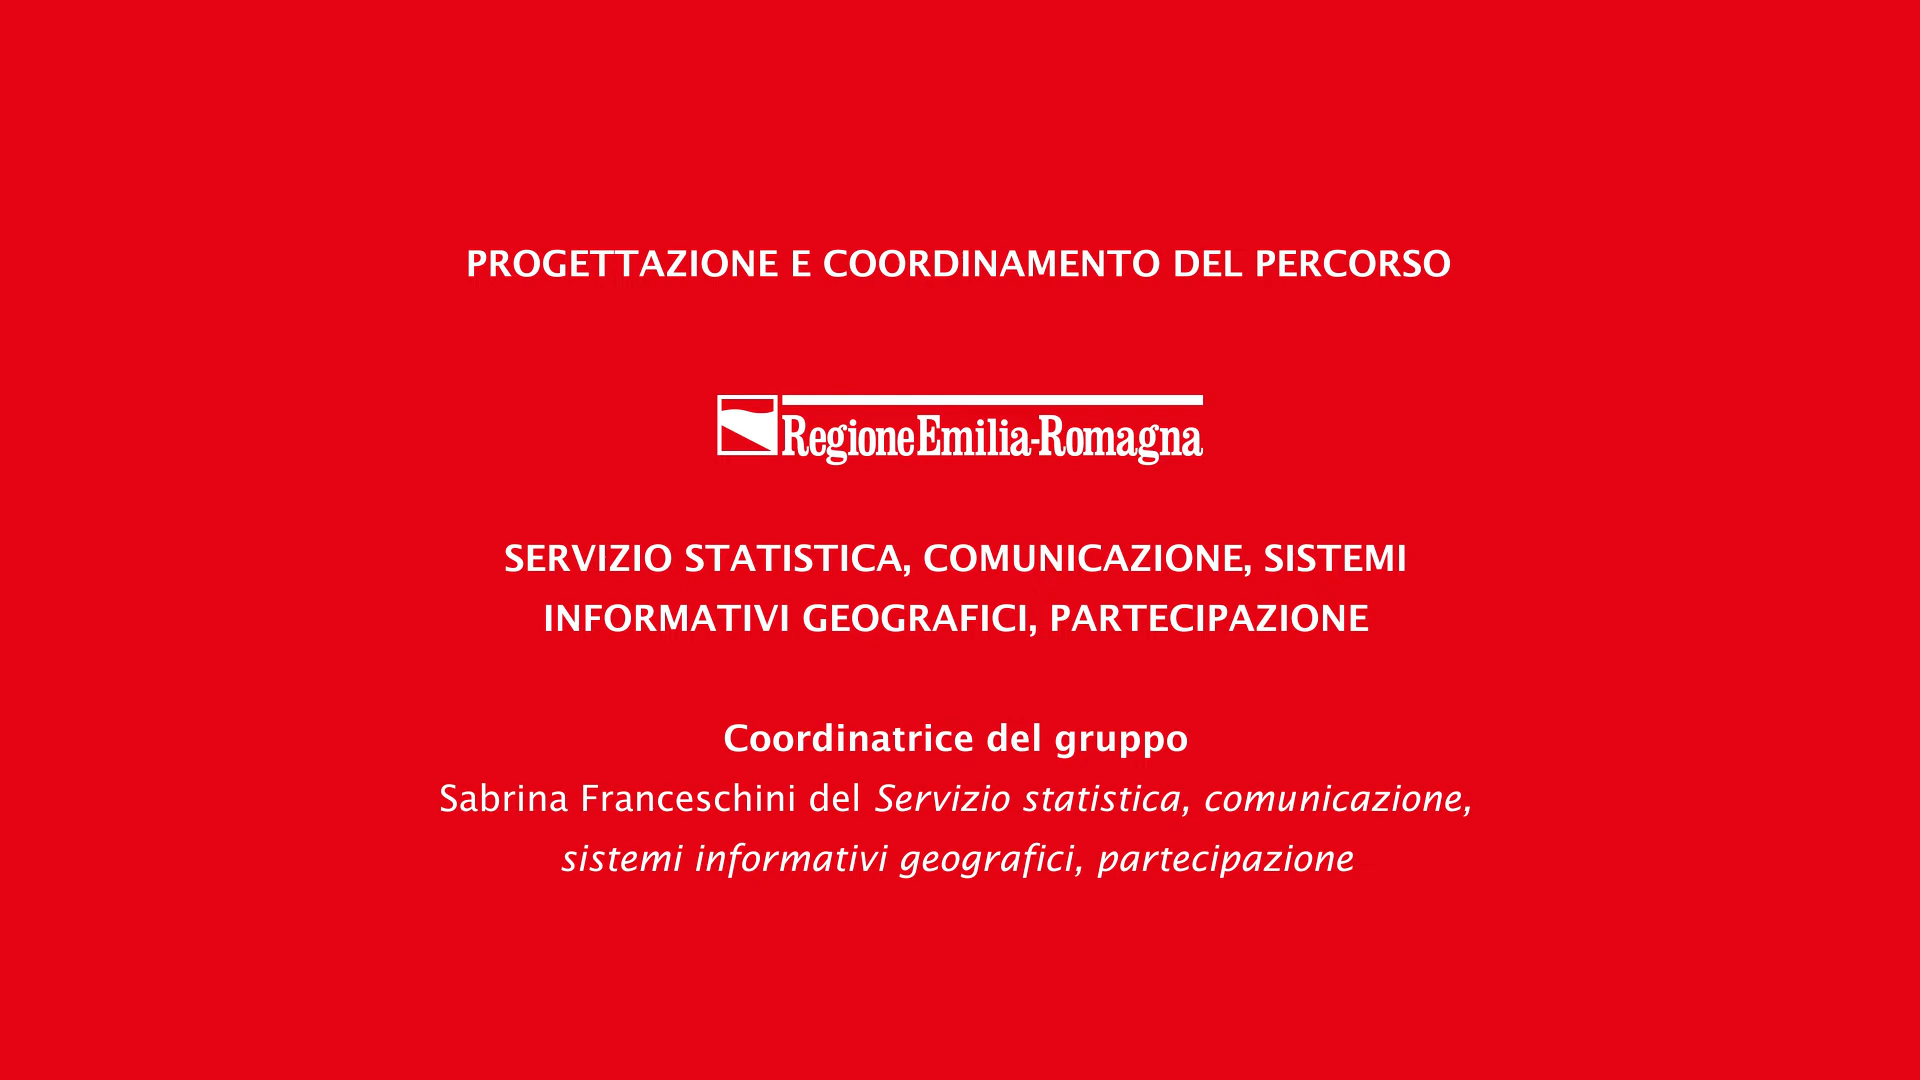 PROGETTAZIONE E COORDINAMENTO DEL PERCORSO
RegioneEmilia-Romagna
SERVIZIO STATISTICA, COMUNICAZIONE, SISTEMI
INFORMATIVI GEOGRAFICI, PARTECIPAZIONE
Coordinatrice del gruppo
Sabrina Franceschini del Servizio statistica, comunicazione,
sistemi informativi geografici, partecipazione